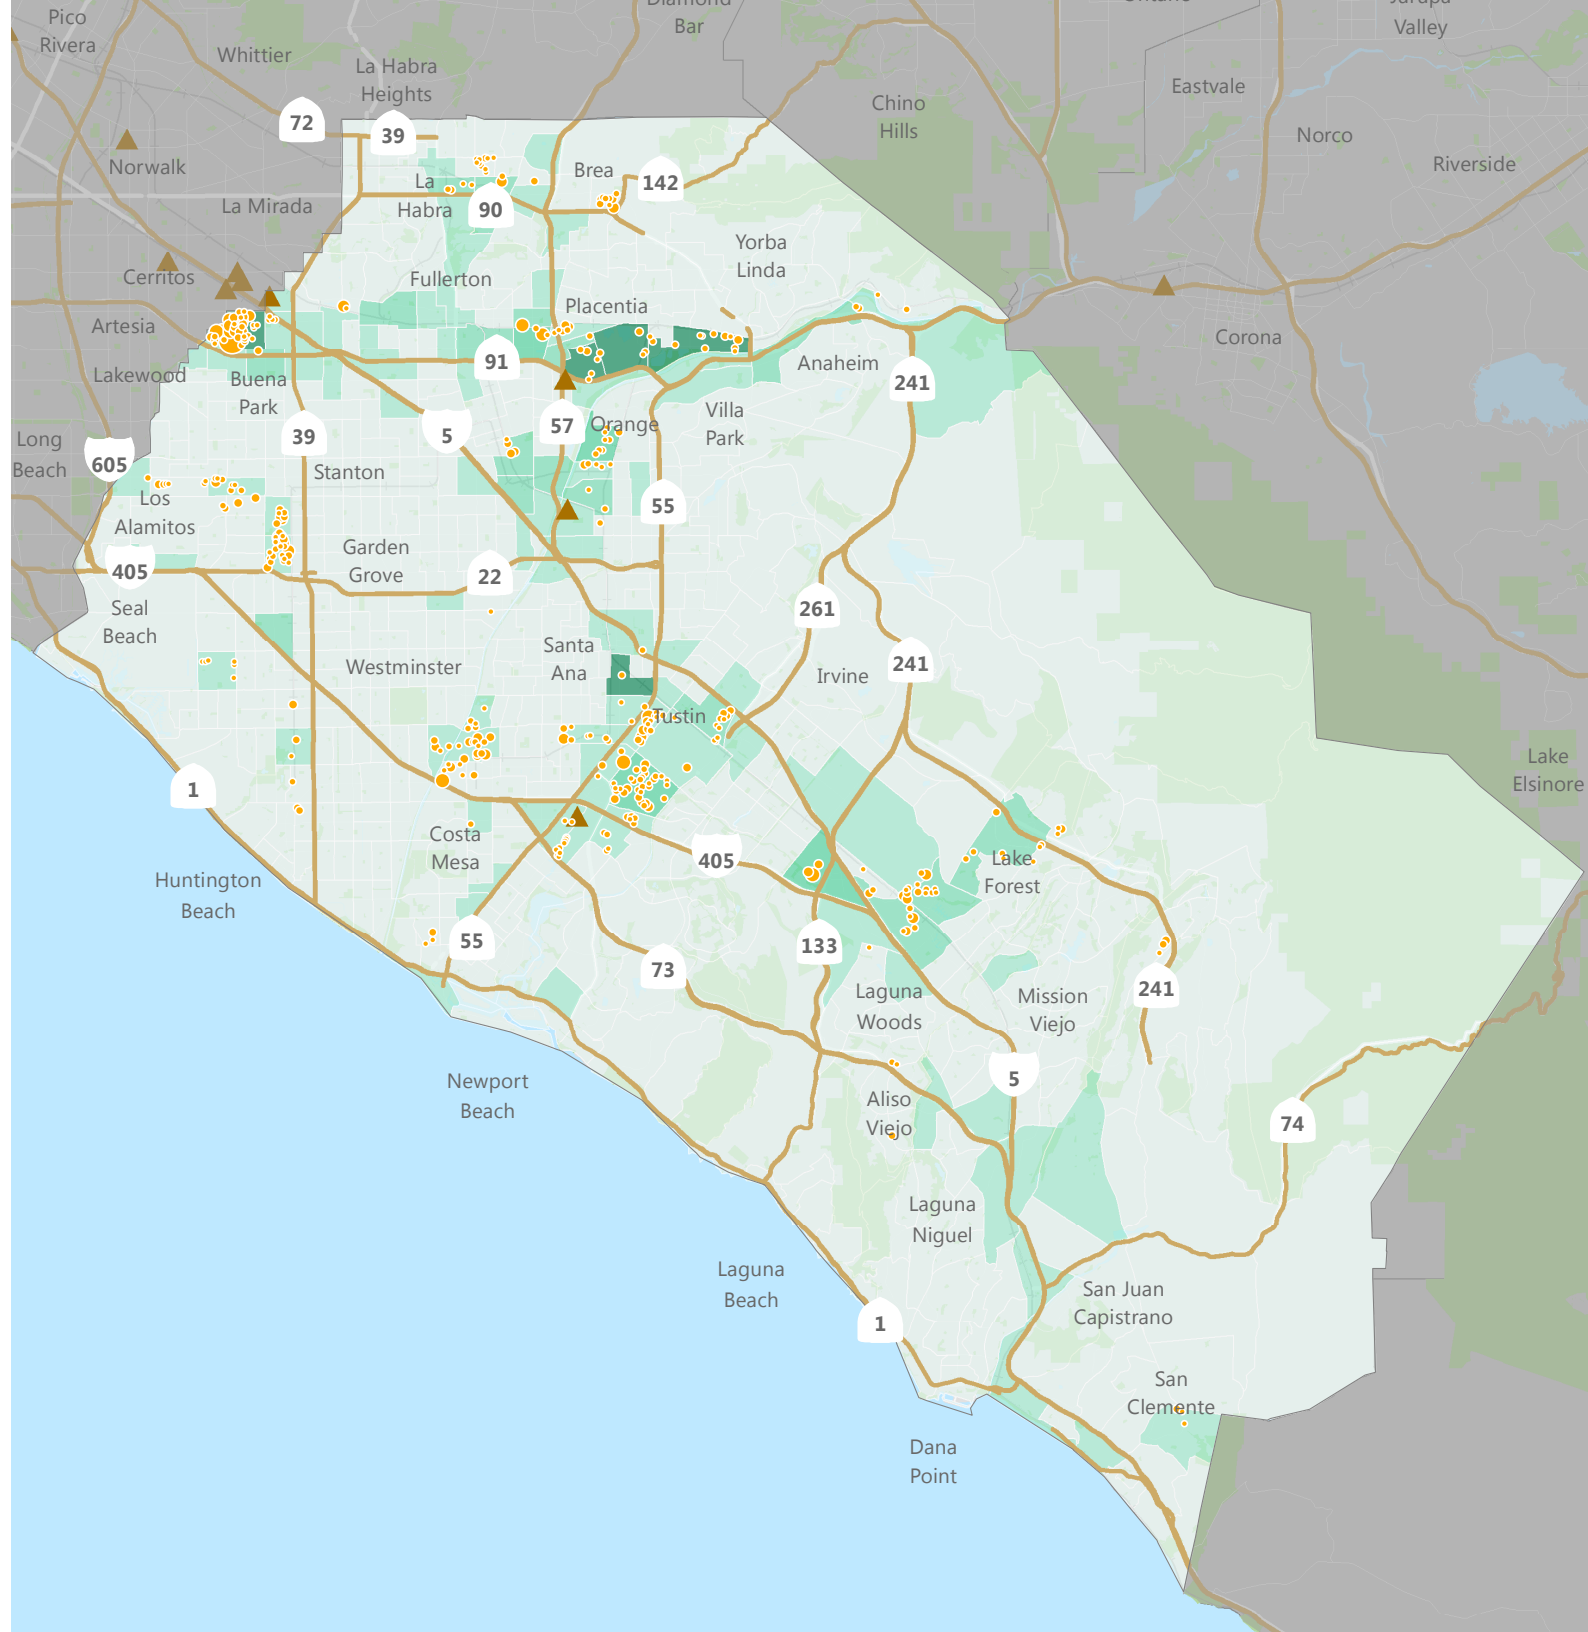 Diamond
Bar
Ontario
Jurupa
Valley
Pico
Rivera
Whittier
La Habra
Heights
Eastvale
Chino
Hills
72
39
Norco
Norwalk
Riverside
La
Habra
Brea
142
90
La Mirada
Yorba
Linda
Cerritos
Fullerton
Placentia
Artesia
Corona
91
Anaheim
241
Lakewood
Buena
Park
Villa
Park
Long
Beach
39
5
57
Orange
605
Stanton
Los
Alamitos
55
Garden
Grove
405
22
Seal
Beach
261
Santa
Ana
Westminster
Irvine
241
Tustin
Lake
Elsinore
1
Costa
Mesa
405
Lake
Forest
Huntington
Beach
55
133
73
Laguna
Woods
Mission
Viejo
241
Newport
Beach
5
Aliso
Viejo
74
Laguna
Niguel
Laguna
Beach
San Juan
Capistrano
1
San
Clemente
Dana
Point